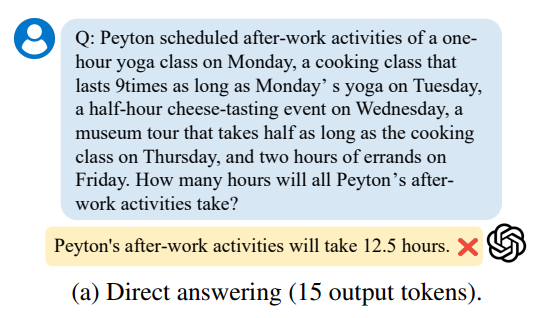 Q: Peyton scheduled after-work activities of a one-
hour yoga class on Monday, a cooking class that
lasts 9times as long as Monday’ s yoga on Tuesday,
a half-hour cheese-tasting event on Wednesday, a
museum tour that takes half as long as the cooking
class on Thursday, and two hours of errands on
Friday. How many hours will all Peyton’s after-
work activities take?
Peyton's after-work activities will take 12.5 hours.
(a) Direct answering (15 output tokens).